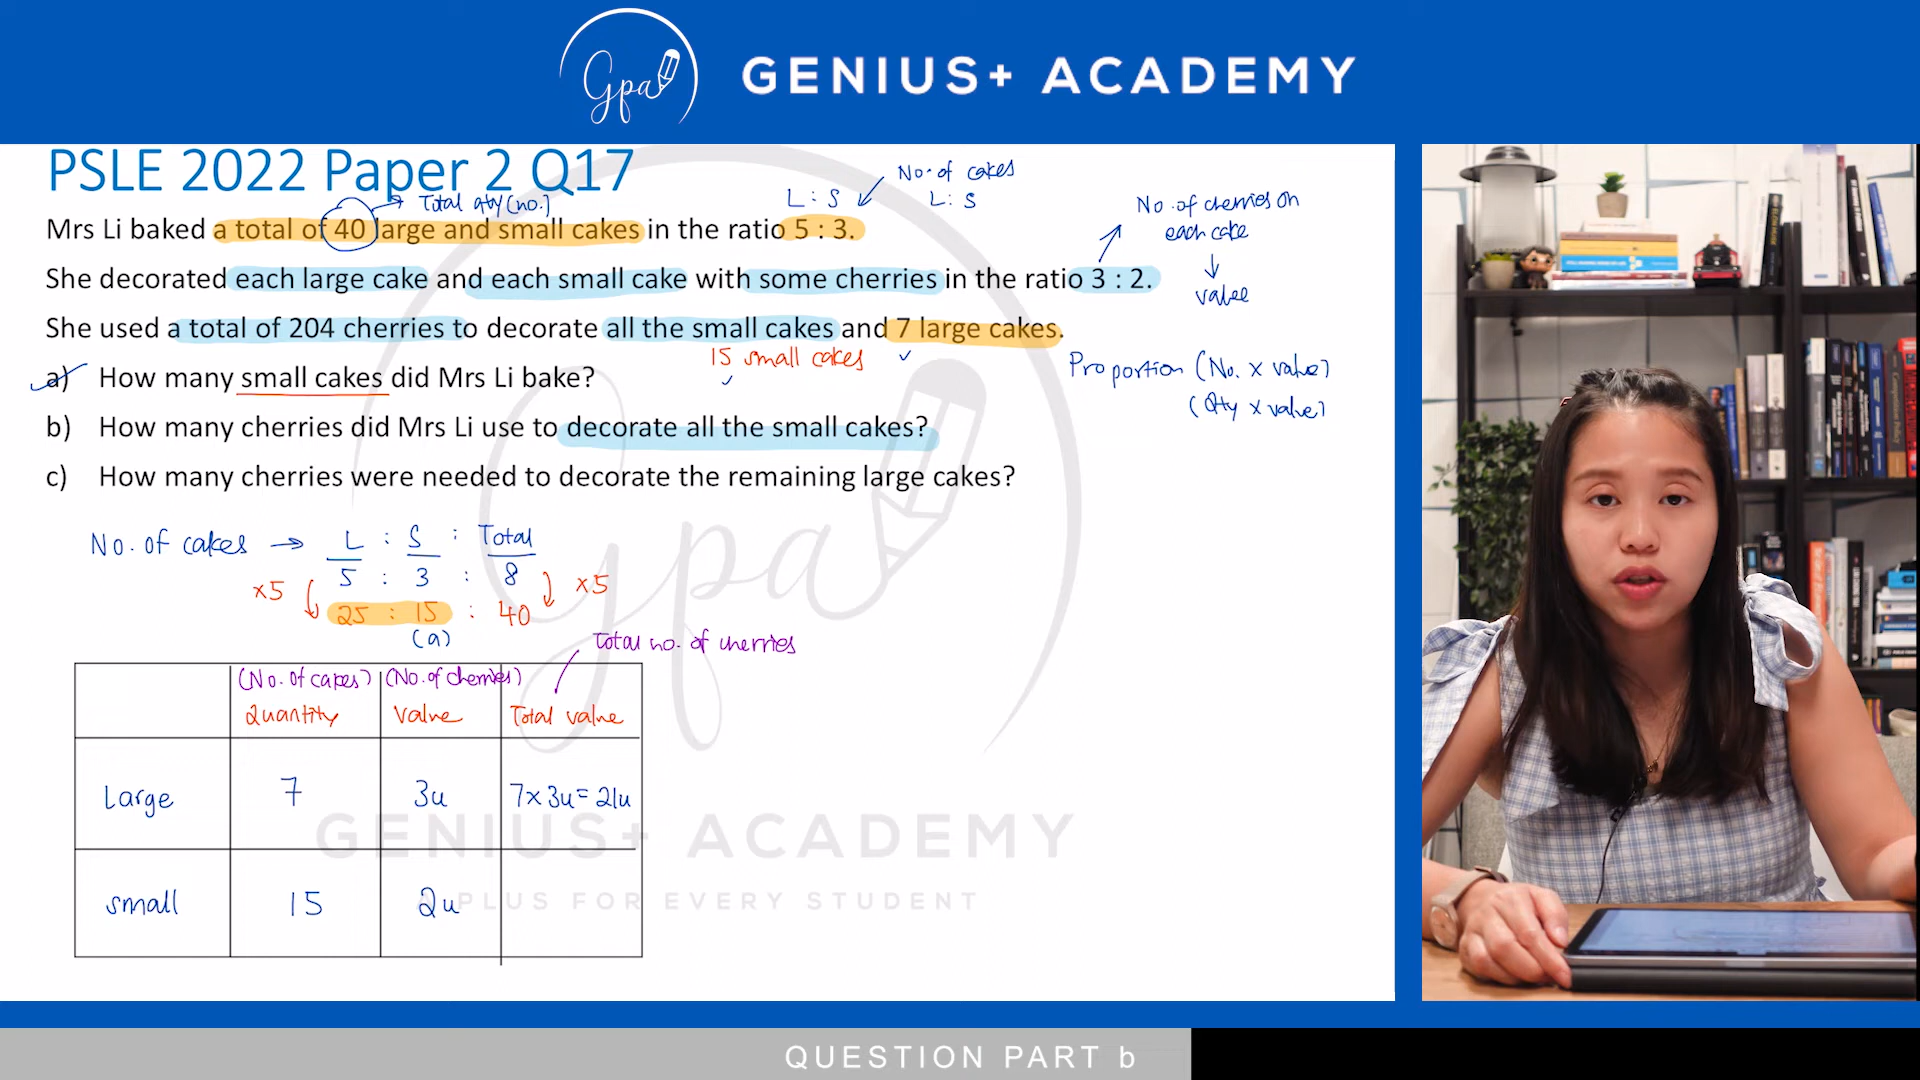 gpa
GENIUS+ ACADEMY
PSLE 2022 Paper 2 Q17
No. of cakes
L : S
L : S
Total qty (no.)
No. of cherries on
each cake
value
Mrs Li baked a total of 40 large and small cakes in the ratio 5 : 3.
She decorated each large cake and each small cake with some cherries in the ratio 3 : 2.
She used a total of 204 cherries to decorate all the small cakes and 7 large cakes.
15 small cakes
Proportion (No. x value)
(Qty x value)
a) How many small cakes did Mrs Li bake?
b) How many cherries did Mrs Li use to decorate all the small cakes?
c) How many cherries were needed to decorate the remaining large cakes?
No. of cakes → L : S : Total
5 : 3 : 8
x5 x5
25 : 15 : 40
(a)
Total no. of cherries
(No. of cakes) (No. of cherries)
Quantity Value Total value
Large 7 3u 7 x 3u = 21u
small 15 2u
gpa
GENIUS+ ACADEMY
PLUS FOR EVERY STUDENT
QUESTION PART b